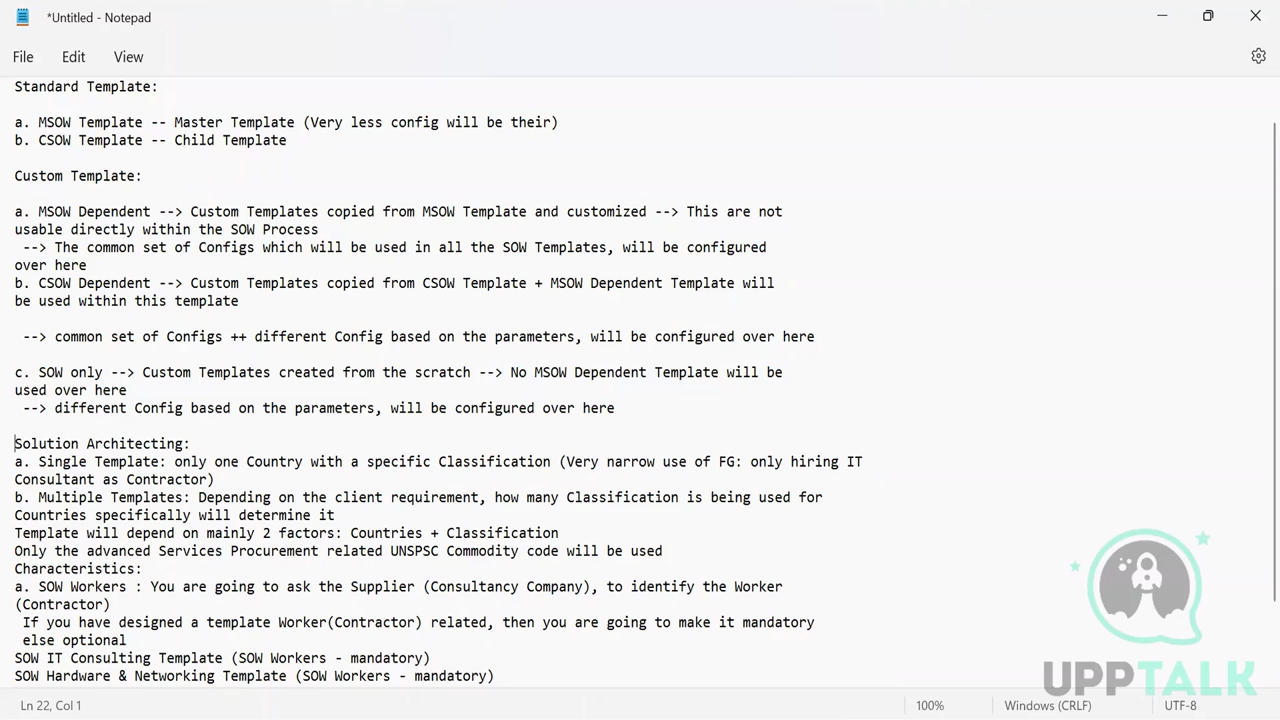 *Untitled - Notepad
File
Edit
View
Standard Template:
a. MSOW Template -- Master Template (Very less config will be their)
b. CSOW Template -- Child Template
Custom Template:
a. MSOW Dependent --> Custom Templates copied from MSOW Template and customized --> This are not
usable directly within the SOW Process
--> The common set of Configs which will be used in all the SOW Templates, will be configured
over here
b. CSOW Dependent --> Custom Templates copied from CSOW Template + MSOW Dependent Template will
be used within this template
--> common set of Configs ++ different Config based on the parameters, will be configured over here
c. SOW only --> Custom Templates created from the scratch --> No MSOW Dependent Template will be
used over here
--> different Config based on the parameters, will be configured over here
Solution Architecting:
a. Single Template: only one Country with a specific Classification (Very narrow use of FG: only hiring IT
Consultant as Contractor)
b. Multiple Templates: Depending on the client requirement, how many Classification is being used for
Countries specifically will determine it
Template will depend on mainly 2 factors: Countries + Classification
Only the advanced Services Procurement related UNSPSC Commodity code will be used
Characteristics:
a. SOW Workers : You are going to ask the Supplier (Consultancy Company), to identify the Worker
(Contractor)
If you have designed a template Worker(Contractor) related, then you are going to make it mandatory
else optional
SOW IT Consulting Template (SOW Workers - mandatory)
SOW Hardware & Networking Template (SOW Workers - mandatory)
UPPTALK
Ln 22, Col 1
100%
Windows (CRLF)
UTF-8